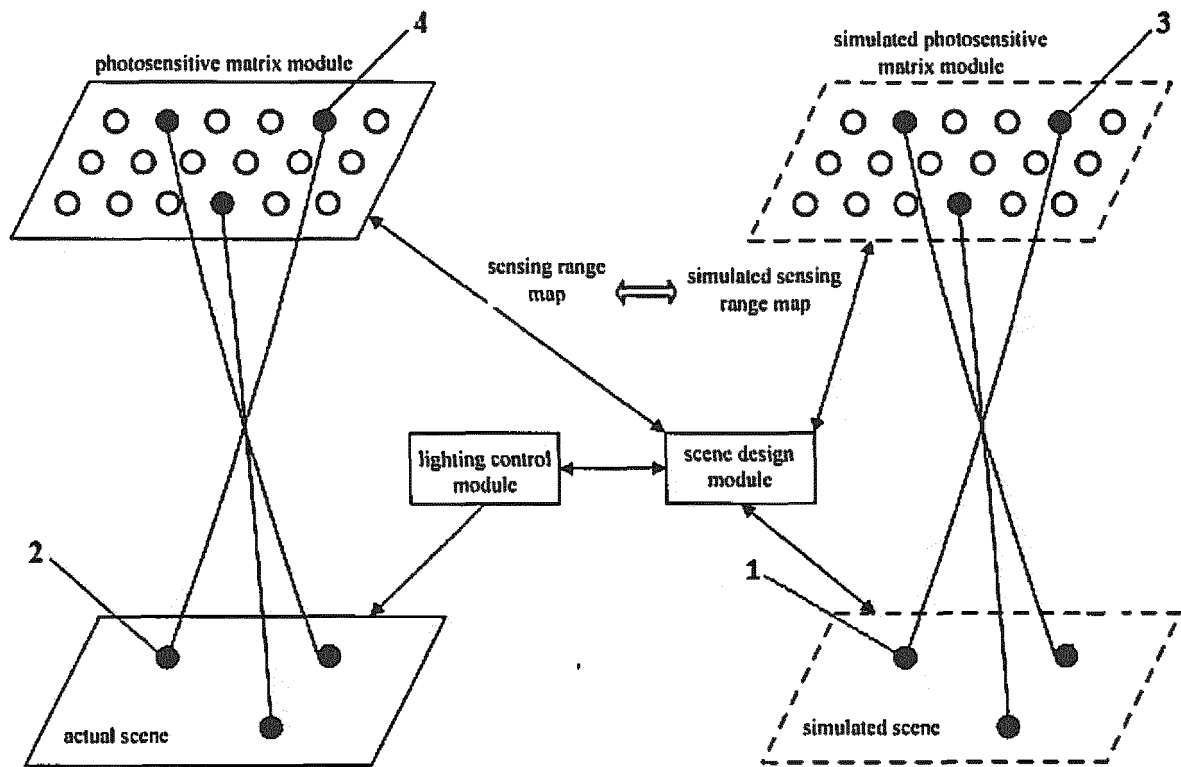 4
photosensitive matrix module
simulated photosensitive
matrix module
3
sensing range
map
simulated sensing
range map
lighting control
module
scene design
module
2
1
actual scene
simulated scene